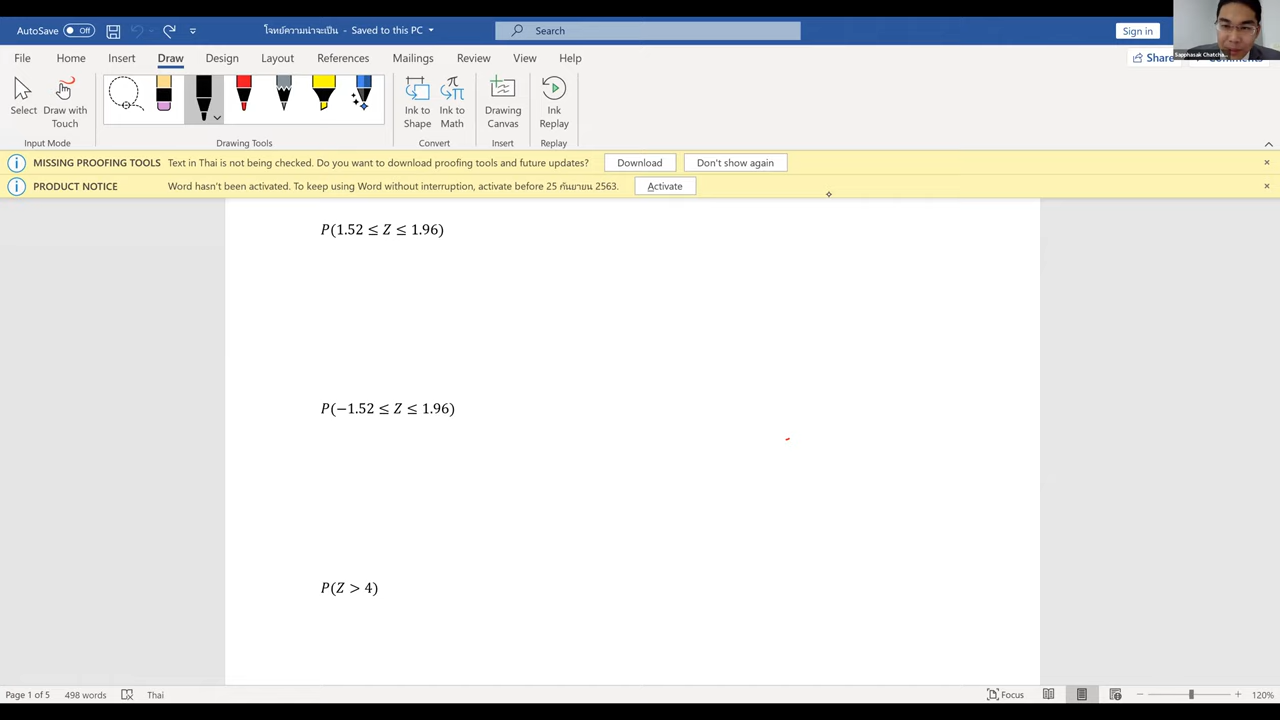 AutoSave Off โจทย์ความน่าจะเป็น - Saved to this PC Search Sign in
Sapphasak Chatcha...
File Home Insert Draw Design Layout References Mailings Review View Help Share Comments
Select Draw with Touch Ink to Shape Ink to Math Drawing Canvas Ink Replay
Input Mode Drawing Tools Convert Insert Replay
MISSING PROOFING TOOLS Text in Thai is not being checked. Do you want to download proofing tools and future updates? Download Don't show again
PRODUCT NOTICE Word hasn't been activated. To keep using Word without interruption, activate before 25 กันยายน 2563. Activate
P(1.52 ≤ Z ≤ 1.96)
P(−1.52 ≤ Z ≤ 1.96)
P(Z > 4)
Page 1 of 5 498 words Thai Focus 120%